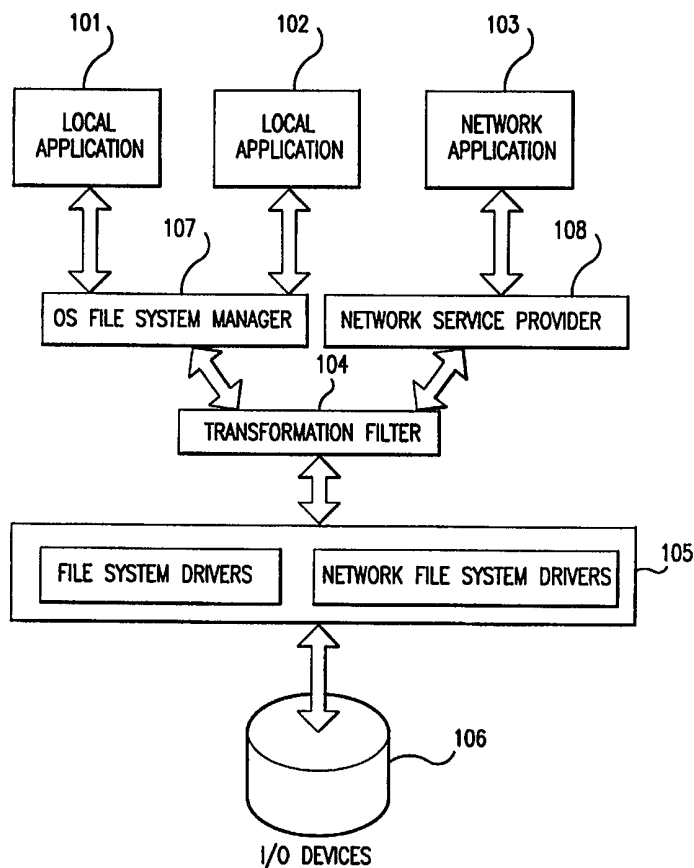 101
102
103
LOCAL
APPLICATION
LOCAL
APPLICATION
NETWORK
APPLICATION
107
108
OS FILE SYSTEM MANAGER
NETWORK SERVICE PROVIDER
104
TRANSFORMATION FILTER
105
FILE SYSTEM DRIVERS
NETWORK FILE SYSTEM DRIVERS
106
I/O DEVICES